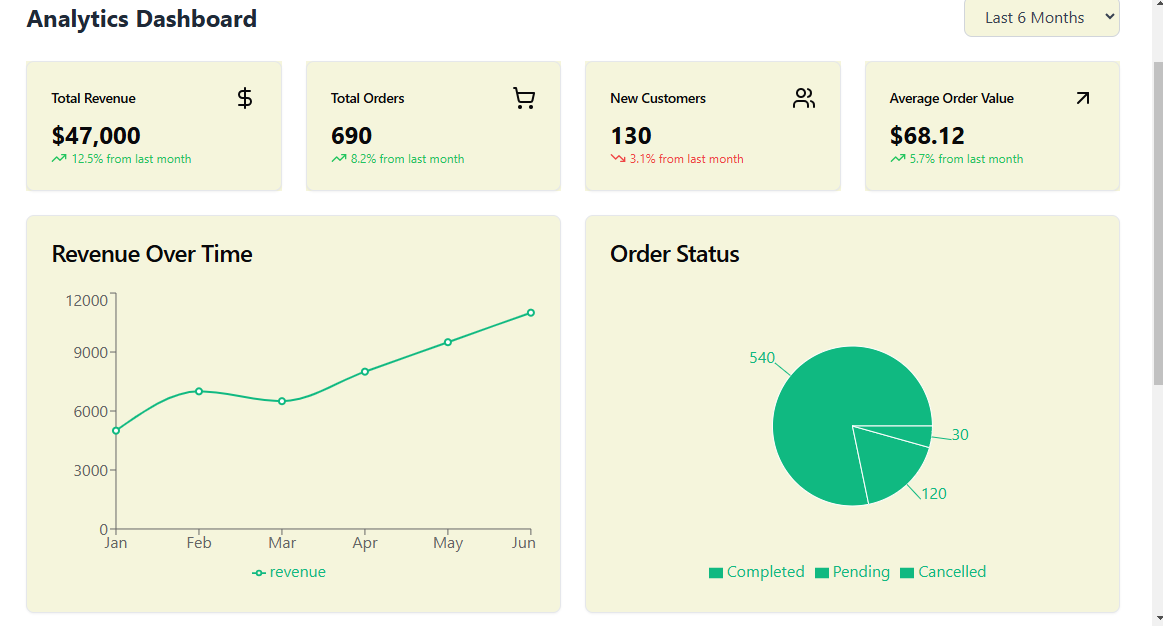 Analytics Dashboard
Last 6 Months
Total Revenue
$47,000
12.5% from last month
Total Orders
690
8.2% from last month
New Customers
130
3.1% from last month
Average Order Value
$68.12
5.7% from last month
Revenue Over Time
12000
9000
6000
3000
0
Jan Feb Mar Apr May Jun
revenue
Order Status
540
30
120
Completed Pending Cancelled